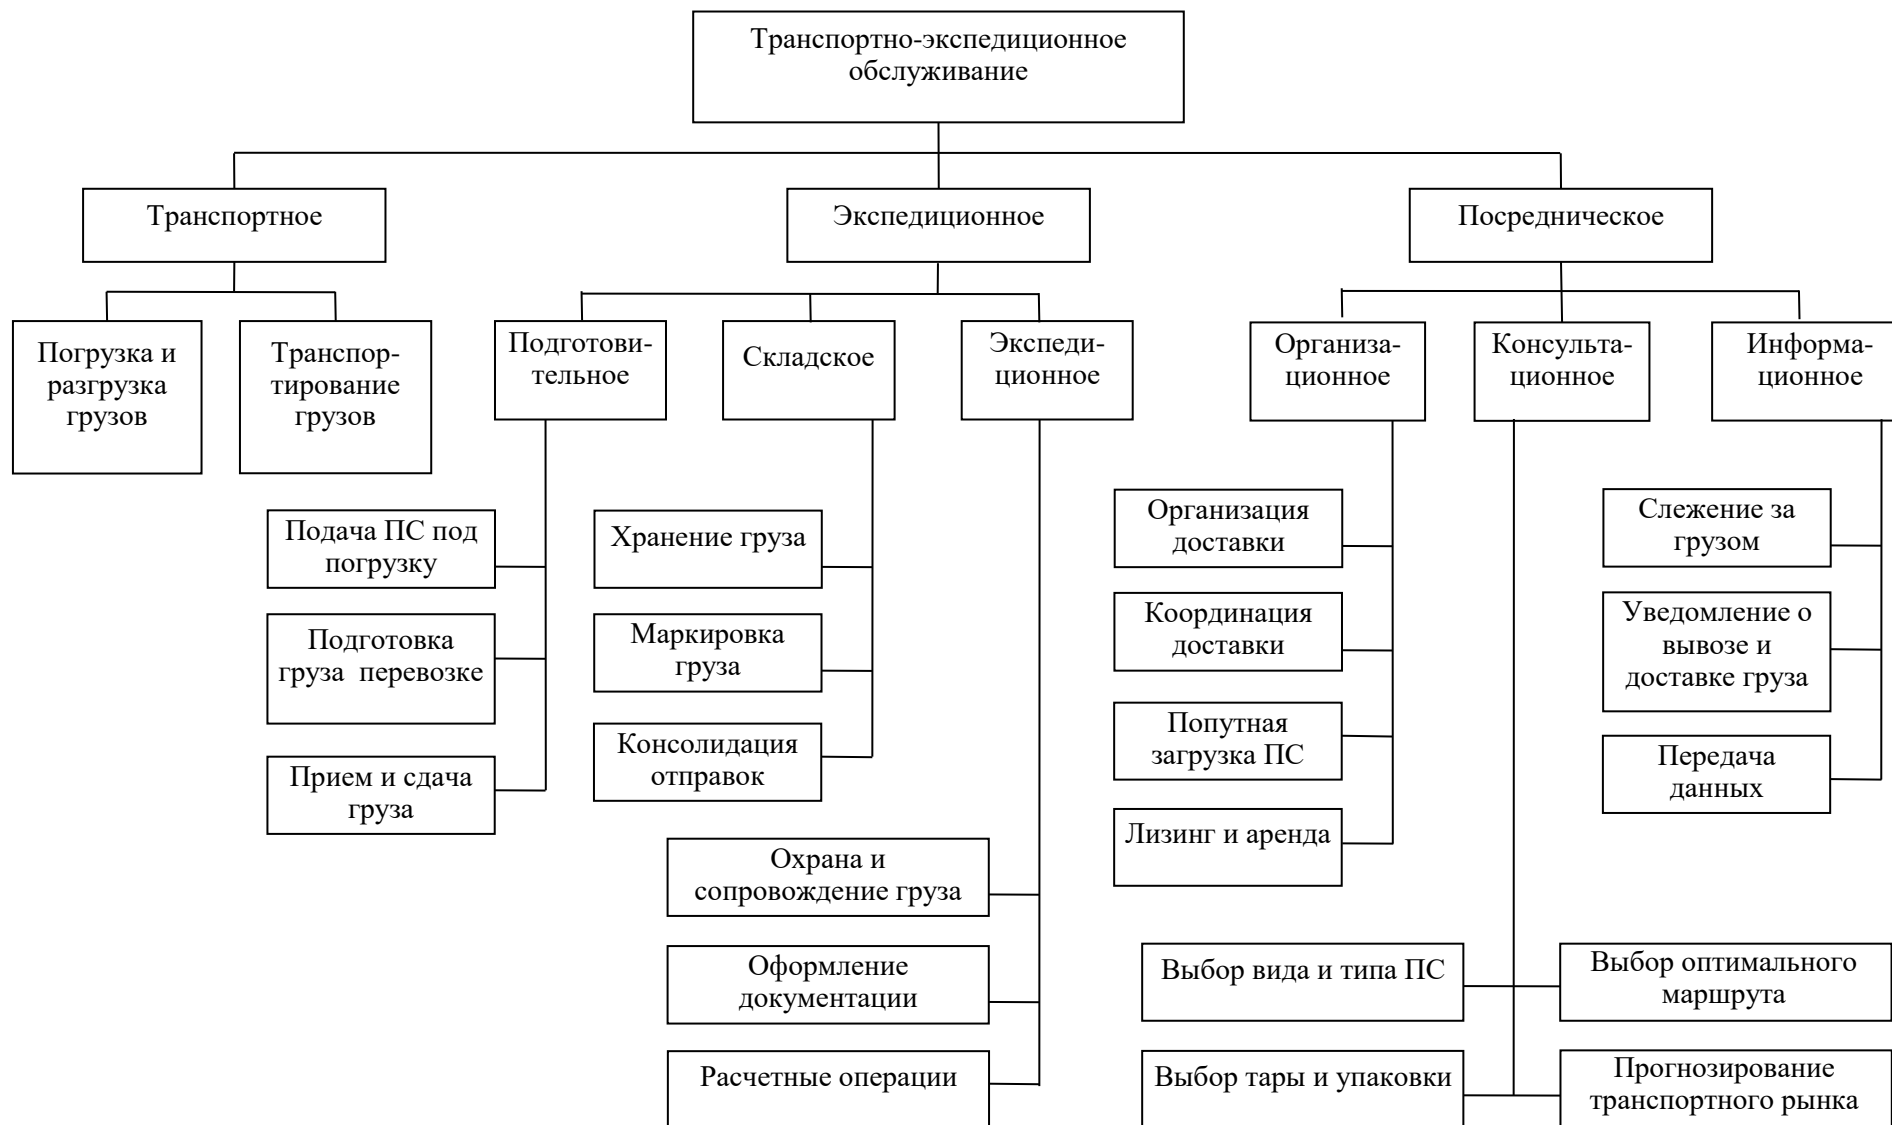 Транспортно-экспедиционное
обслуживание
Транспортное
Экспедиционное
Посредническое
Погрузка и
разгрузка
грузов
Транспор-
тирование
грузов
Подготови-
тельное
Складское
Экспеди-
ционное
Организа-
ционное
Консульта-
ционное
Информа-
ционное
Подача ПС под
погрузку
Подготовка
груза перевозке
Прием и сдача
груза
Хранение груза
Маркировка
груза
Консолидация
отправок
Охрана и
сопровождение груза
Оформление
документации
Расчетные операции
Организация
доставки
Координация
доставки
Попутная
загрузка ПС
Лизинг и аренда
Выбор вида и типа ПС
Выбор тары и упаковки
Выбор оптимального
маршрута
Прогнозирование
транспортного рынка
Слежение за
грузом
Уведомление о
вывозе и
доставке груза
Передача
данных